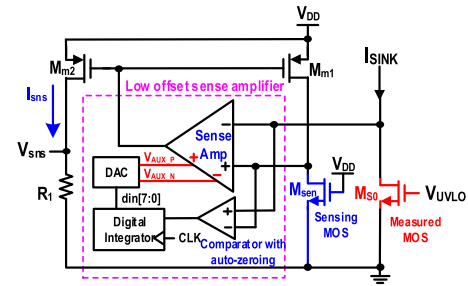 VDD
Mm2
Mm1
ISINK
Low offset sense amplifier
Isns
Vsns
Sense
Amp
DAC
VAUX_P
VAUX_N
Msen
VDD
MS0
VUVLO
R1
din[7:0]
Sensing
MOS
Measured
MOS
Digital
Integrator
CLK
Comparator with
auto-zeroing